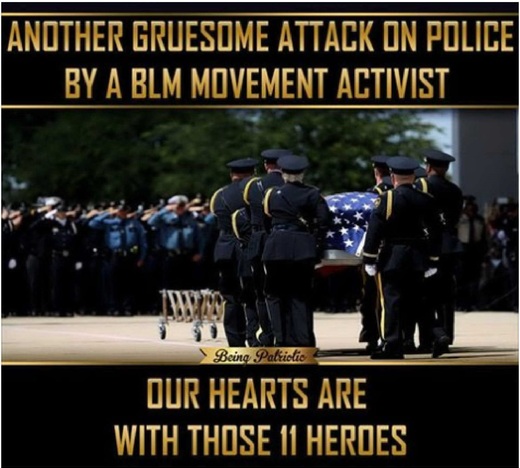 ANOTHER GRUESOME ATTACK ON POLICE
BY A BLM MOVEMENT ACTIVIST
Being Patriotic
OUR HEARTS ARE
WITH THOSE 11 HEROES